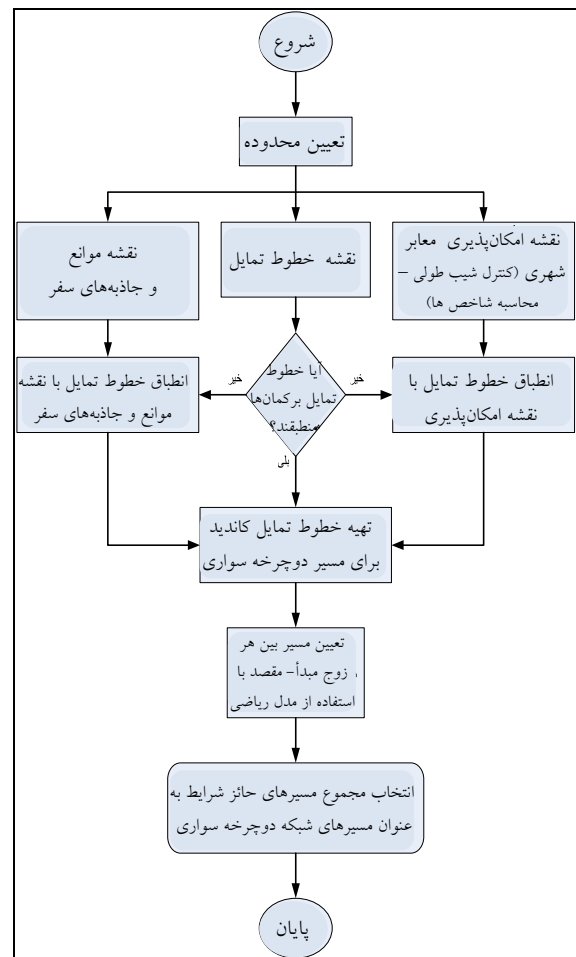 شروع
تعیین محدوده
نقشه امکان‌پذیری معابر
شهری (کنترل شیب طولی –
محاسبه شاخص ها)
نقشه خطوط تمایل
نقشه موانع
و جاذبه‌های سفر
انطباق خطوط تمایل با
نقشه امکان‌پذیری
خیر
آیا خطوط
تمایل برکمان‌ها
منطبقند؟
خیر
انطباق خطوط تمایل با نقشه
موانع و جاذبه‌های سفر
بلی
تهیه خطوط تمایل کاندید
برای مسیر دوچرخه سواری
تعیین مسیر بین هر
زوج مبدأ– مقصد با
استفاده از مدل ریاضی
انتخاب مجموع مسیرهای حائز شرایط به
عنوان مسیرهای شبکه دوچرخه سواری
پایان